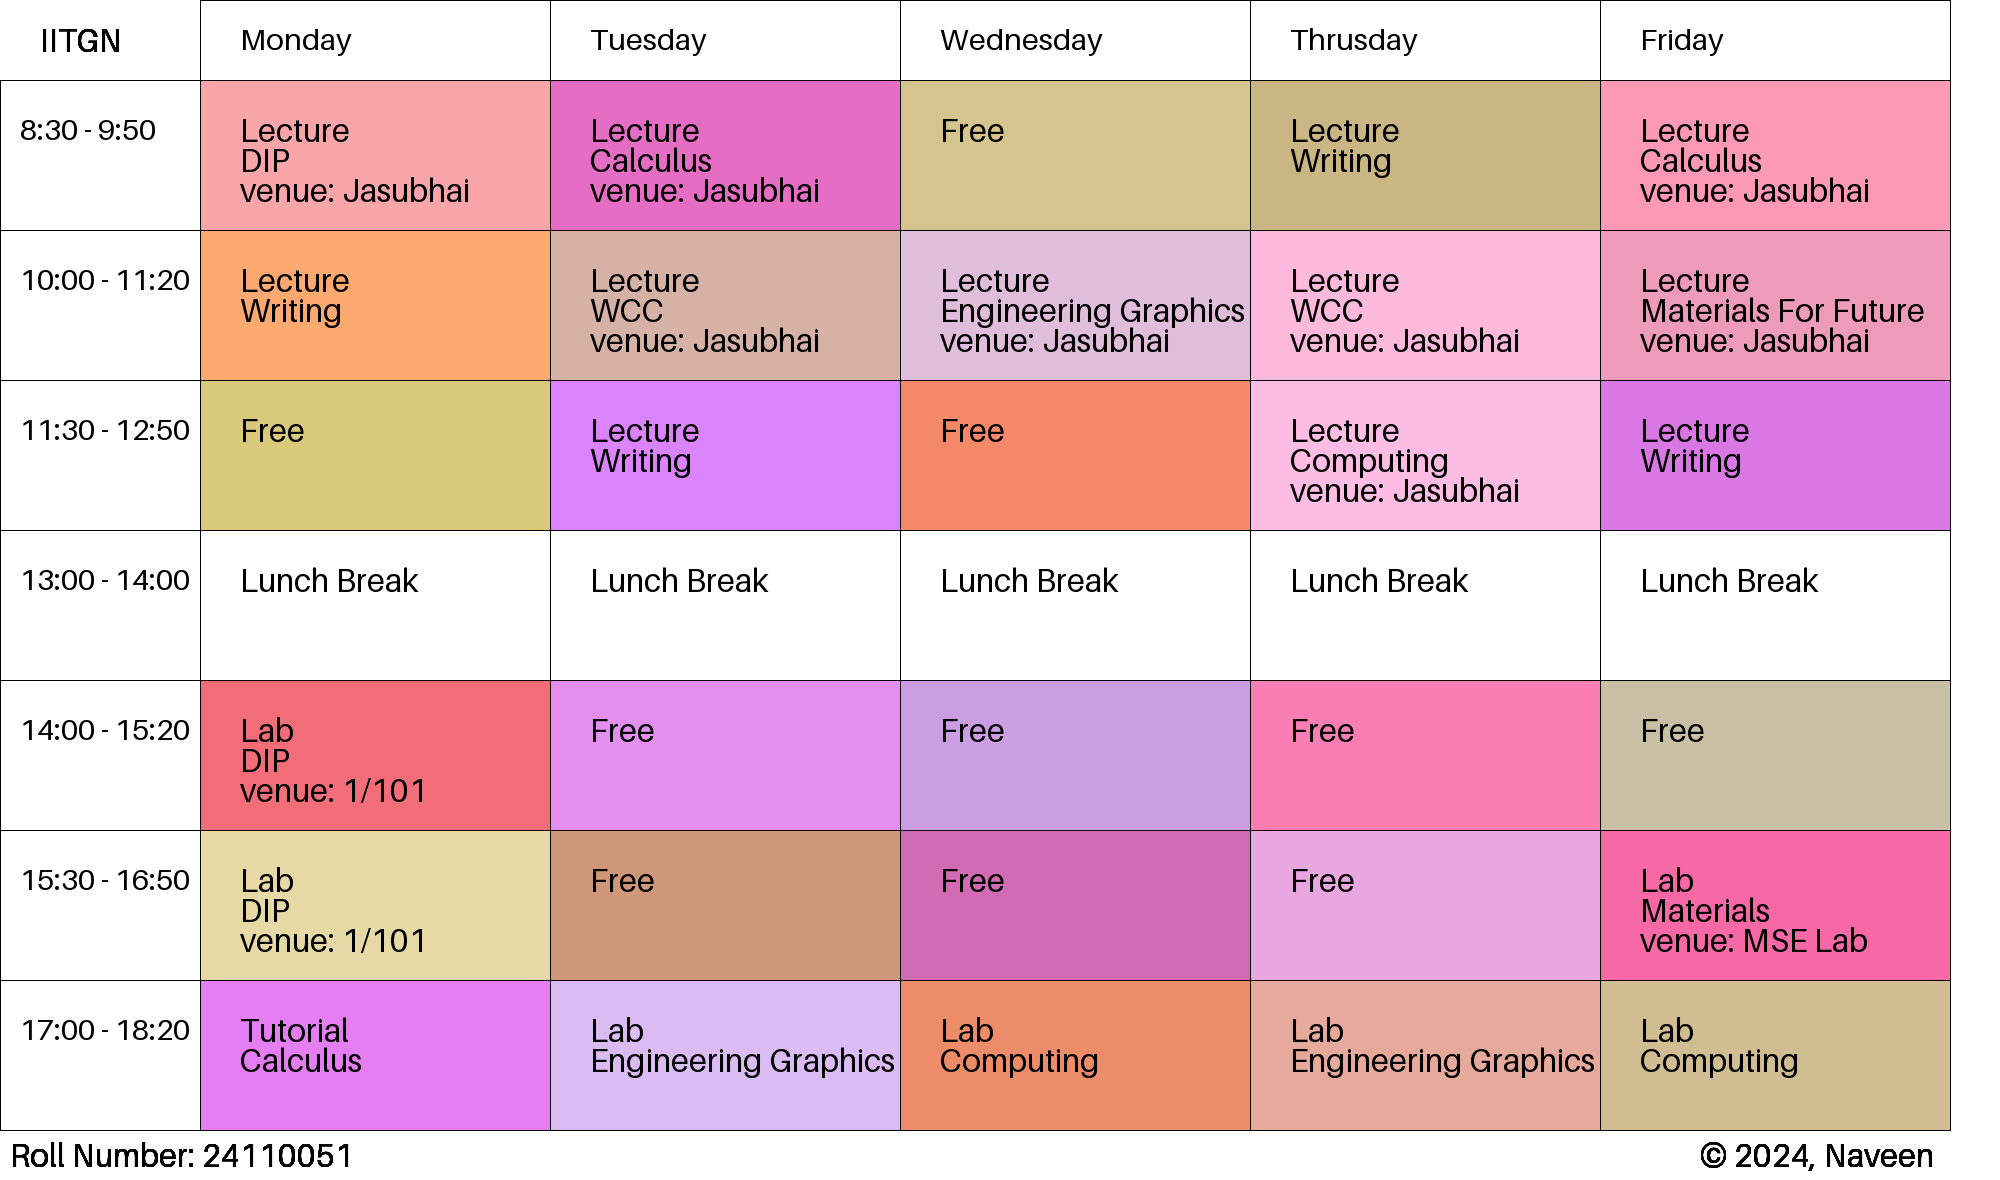 IITGN Monday Tuesday Wednesday Thrusday Friday
8:30 - 9:50
Lecture
DIP
venue: Jasubhai
Lecture
Calculus
venue: Jasubhai
Free
Lecture
Writing
Lecture
Calculus
venue: Jasubhai
10:00 - 11:20
Lecture
Writing
Lecture
WCC
venue: Jasubhai
Lecture
Engineering Graphics
venue: Jasubhai
Lecture
WCC
venue: Jasubhai
Lecture
Materials For Future
venue: Jasubhai
11:30 - 12:50
Free
Lecture
Writing
Free
Lecture
Computing
venue: Jasubhai
Lecture
Writing
13:00 - 14:00
Lunch Break
Lunch Break
Lunch Break
Lunch Break
Lunch Break
14:00 - 15:20
Lab
DIP
venue: 1/101
Free
Free
Free
Free
15:30 - 16:50
Lab
DIP
venue: 1/101
Free
Free
Free
Lab
Materials
venue: MSE Lab
17:00 - 18:20
Tutorial
Calculus
Lab
Engineering Graphics
Lab
Computing
Lab
Engineering Graphics
Lab
Computing
Roll Number: 24110051
© 2024, Naveen